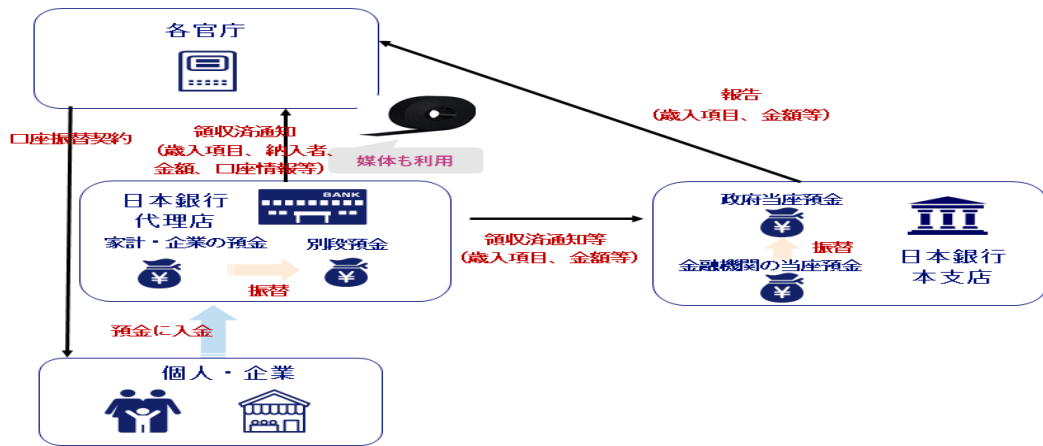 各官庁
口座振替契約
領収済通知
(歳入項目、納入者、
金額、口座情報等)
媒体も利用
報告
(歳入項目、金額等)
日本銀行
代理店
BANK
家計・企業の預金
別段預金
¥
¥
振替
領収済通知等
(歳入項目、金額等)
政府当座預金
¥
振替
金融機関の当座預金
¥
日本銀行
本支店
預金に入金
個人・企業